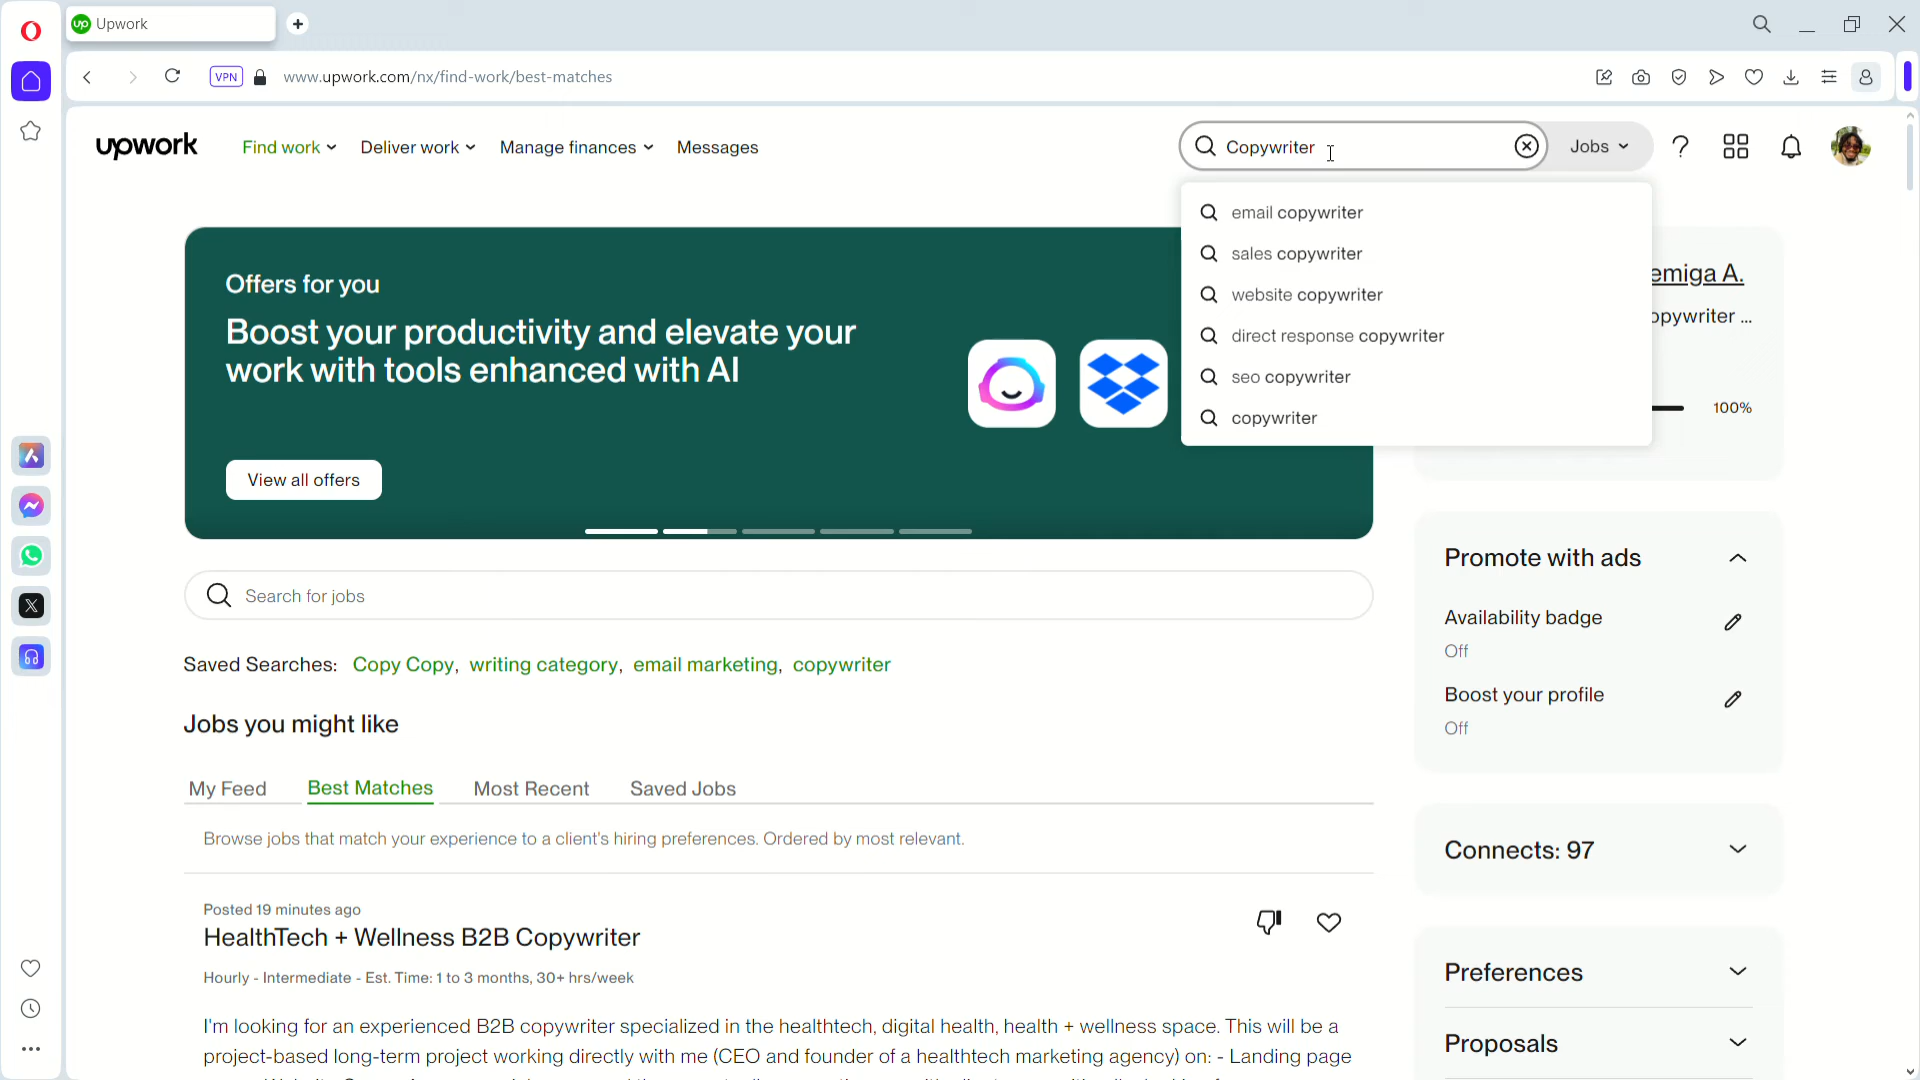 Upwork
VPN
www.upwork.com/nx/find-work/best-matches
upwork
Find work
Deliver work
Manage finances
Messages
Copywriter
Jobs
email copywriter
sales copywriter
website copywriter
direct response copywriter
seo copywriter
copywriter
Offers for you
Boost your productivity and elevate your
work with tools enhanced with AI
View all offers
emiga A.
opywriter ...
100%
Search for jobs
Saved Searches: Copy Copy, writing category, email marketing, copywriter
Jobs you might like
My Feed
Best Matches
Most Recent
Saved Jobs
Browse jobs that match your experience to a client's hiring preferences. Ordered by most relevant.
Posted 19 minutes ago
HealthTech + Wellness B2B Copywriter
Hourly - Intermediate - Est. Time: 1 to 3 months, 30+ hrs/week
I'm looking for an experienced B2B copywriter specialized in the healthtech, digital health, health + wellness space. This will be a
project-based long-term project working directly with me (CEO and founder of a healthtech marketing agency) on: - Landing page
Promote with ads
Availability badge
Off
Boost your profile
Off
Connects: 97
Preferences
Proposals